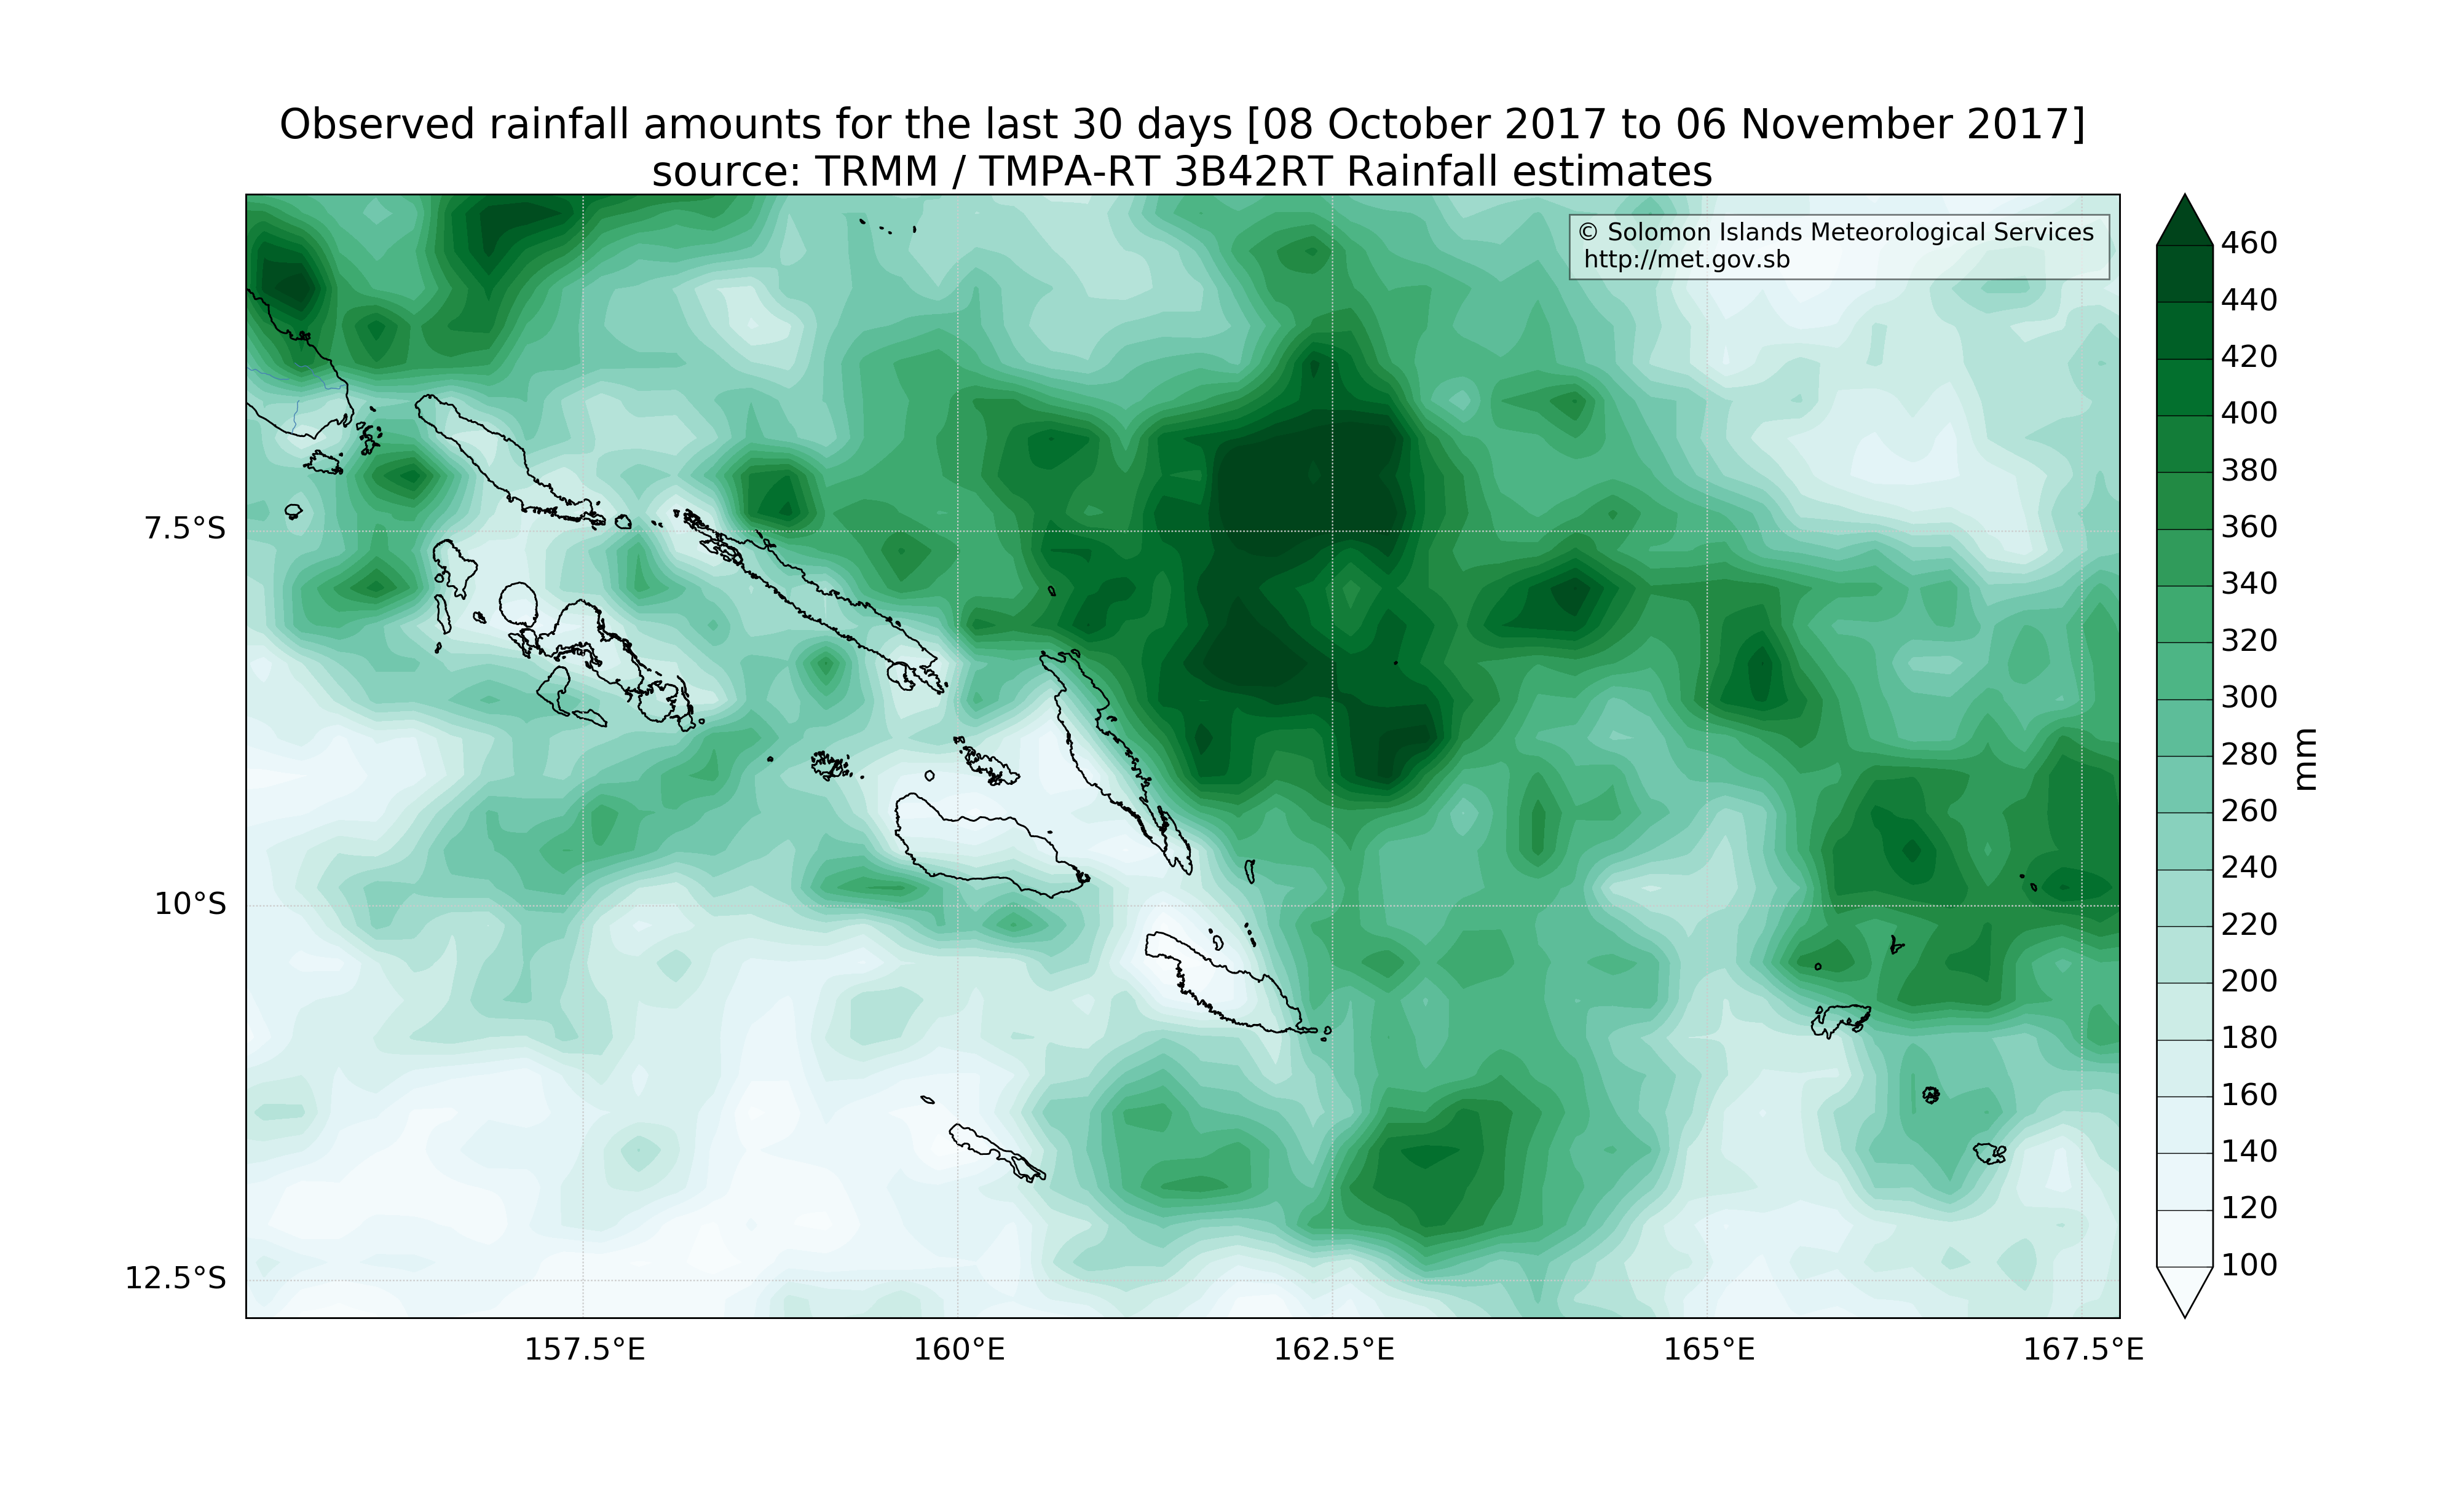 Observed rainfall amounts for the last 30 days [08 October 2017 to 06 November 2017]
source: TRMM / TMPA-RT 3B42RT Rainfall estimates
© Solomon Islands Meteorological Services
http://met.gov.sb
7.5°S
10°S
12.5°S
157.5°E
160°E
162.5°E
165°E
167.5°E
460
440
420
400
380
360
340
320
300
280
260
240
220
200
180
160
140
120
100
mm